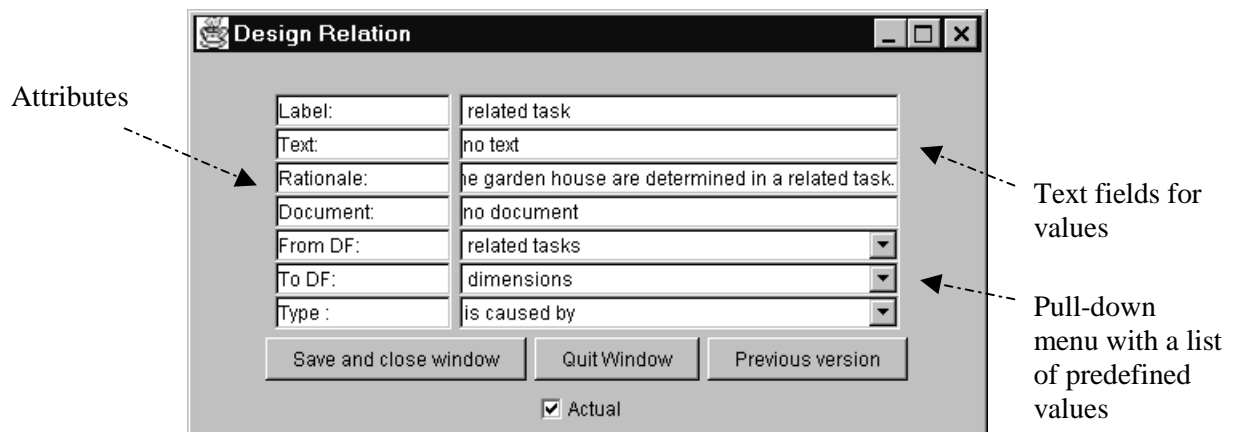 Design Relation
Attributes
Label: related task
Text: no text
Rationale: he garden house are determined in a related task.
Document: no document
From DF: related tasks
To DF: dimensions
Type : is caused by
Save and close window Quit Window Previous version
Actual
Text fields for
values
Pull-down
menu with a list
of predefined
values